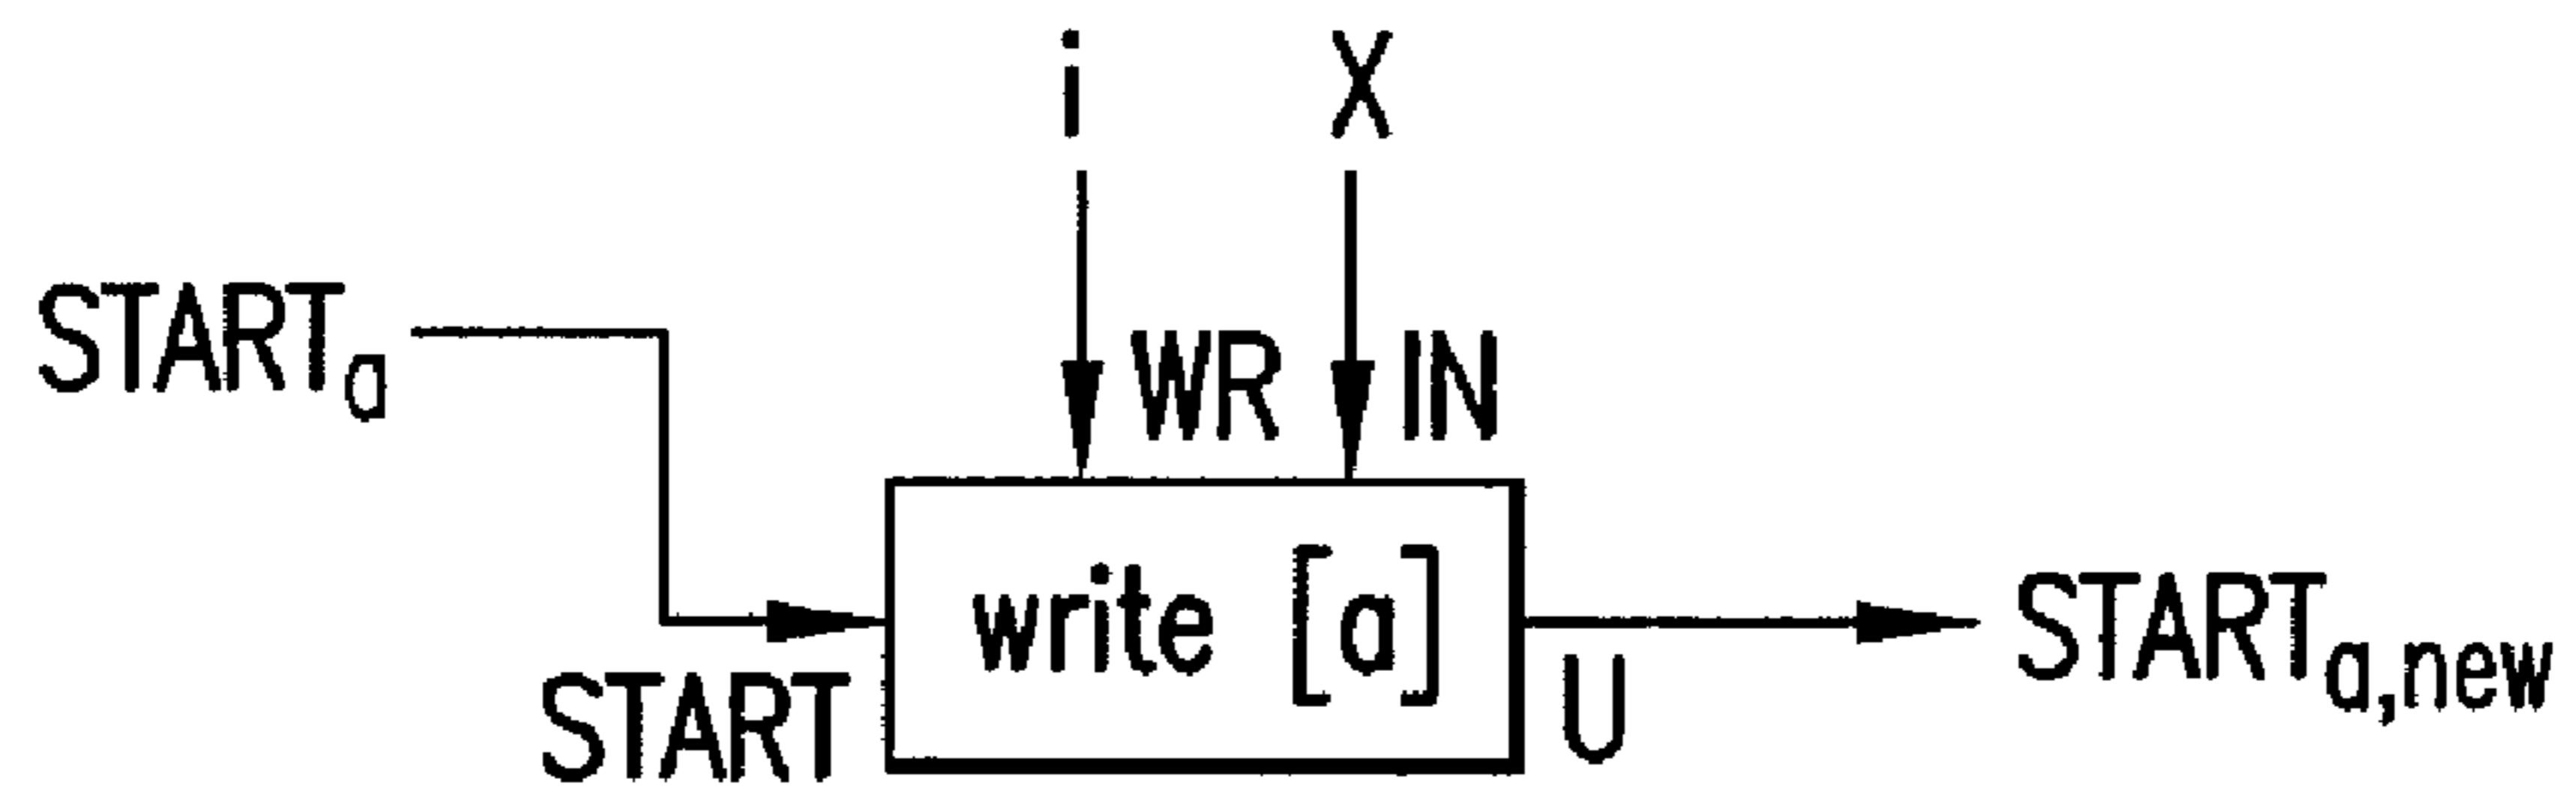 i X
START_a
WR IN
write [a]
START U
START_a,new